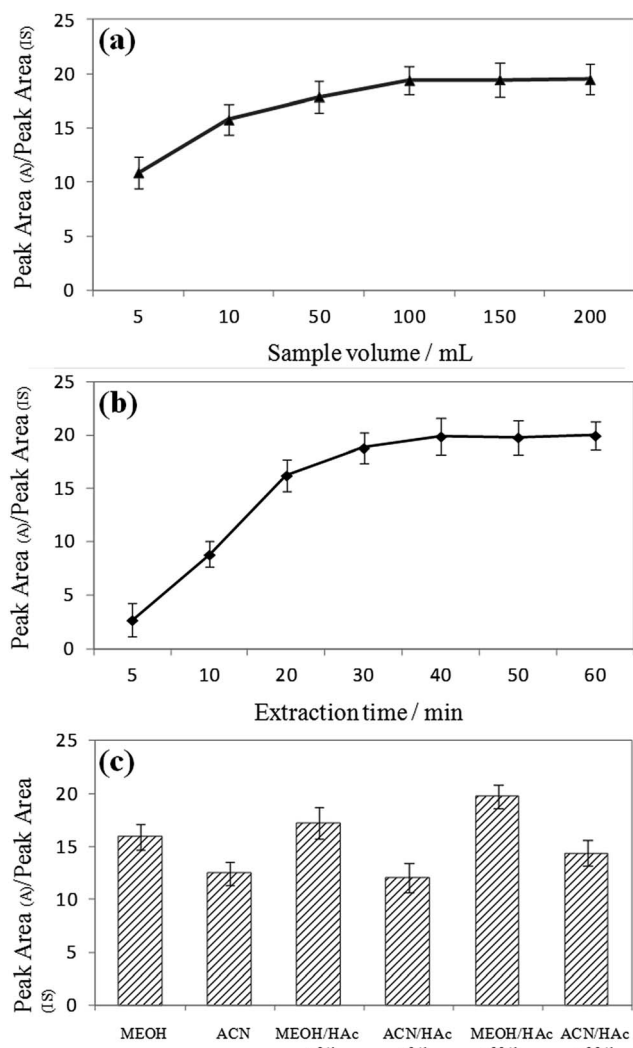 (a)
Peak Area (A)/Peak Area (IS)
25
20
15
10
5
0
5 10 50 100 150 200
Sample volume / mL
(b)
Peak Area (A)/Peak Area (IS)
25
20
15
10
5
0
5 10 20 30 40 50 60
Extraction time / min
(c)
Peak Area (A)/Peak Area
(IS)
25
20
15
10
5
0
MEOH ACN MEOH/HAc ACN/HAc MEOH/HAc ACN/HAc